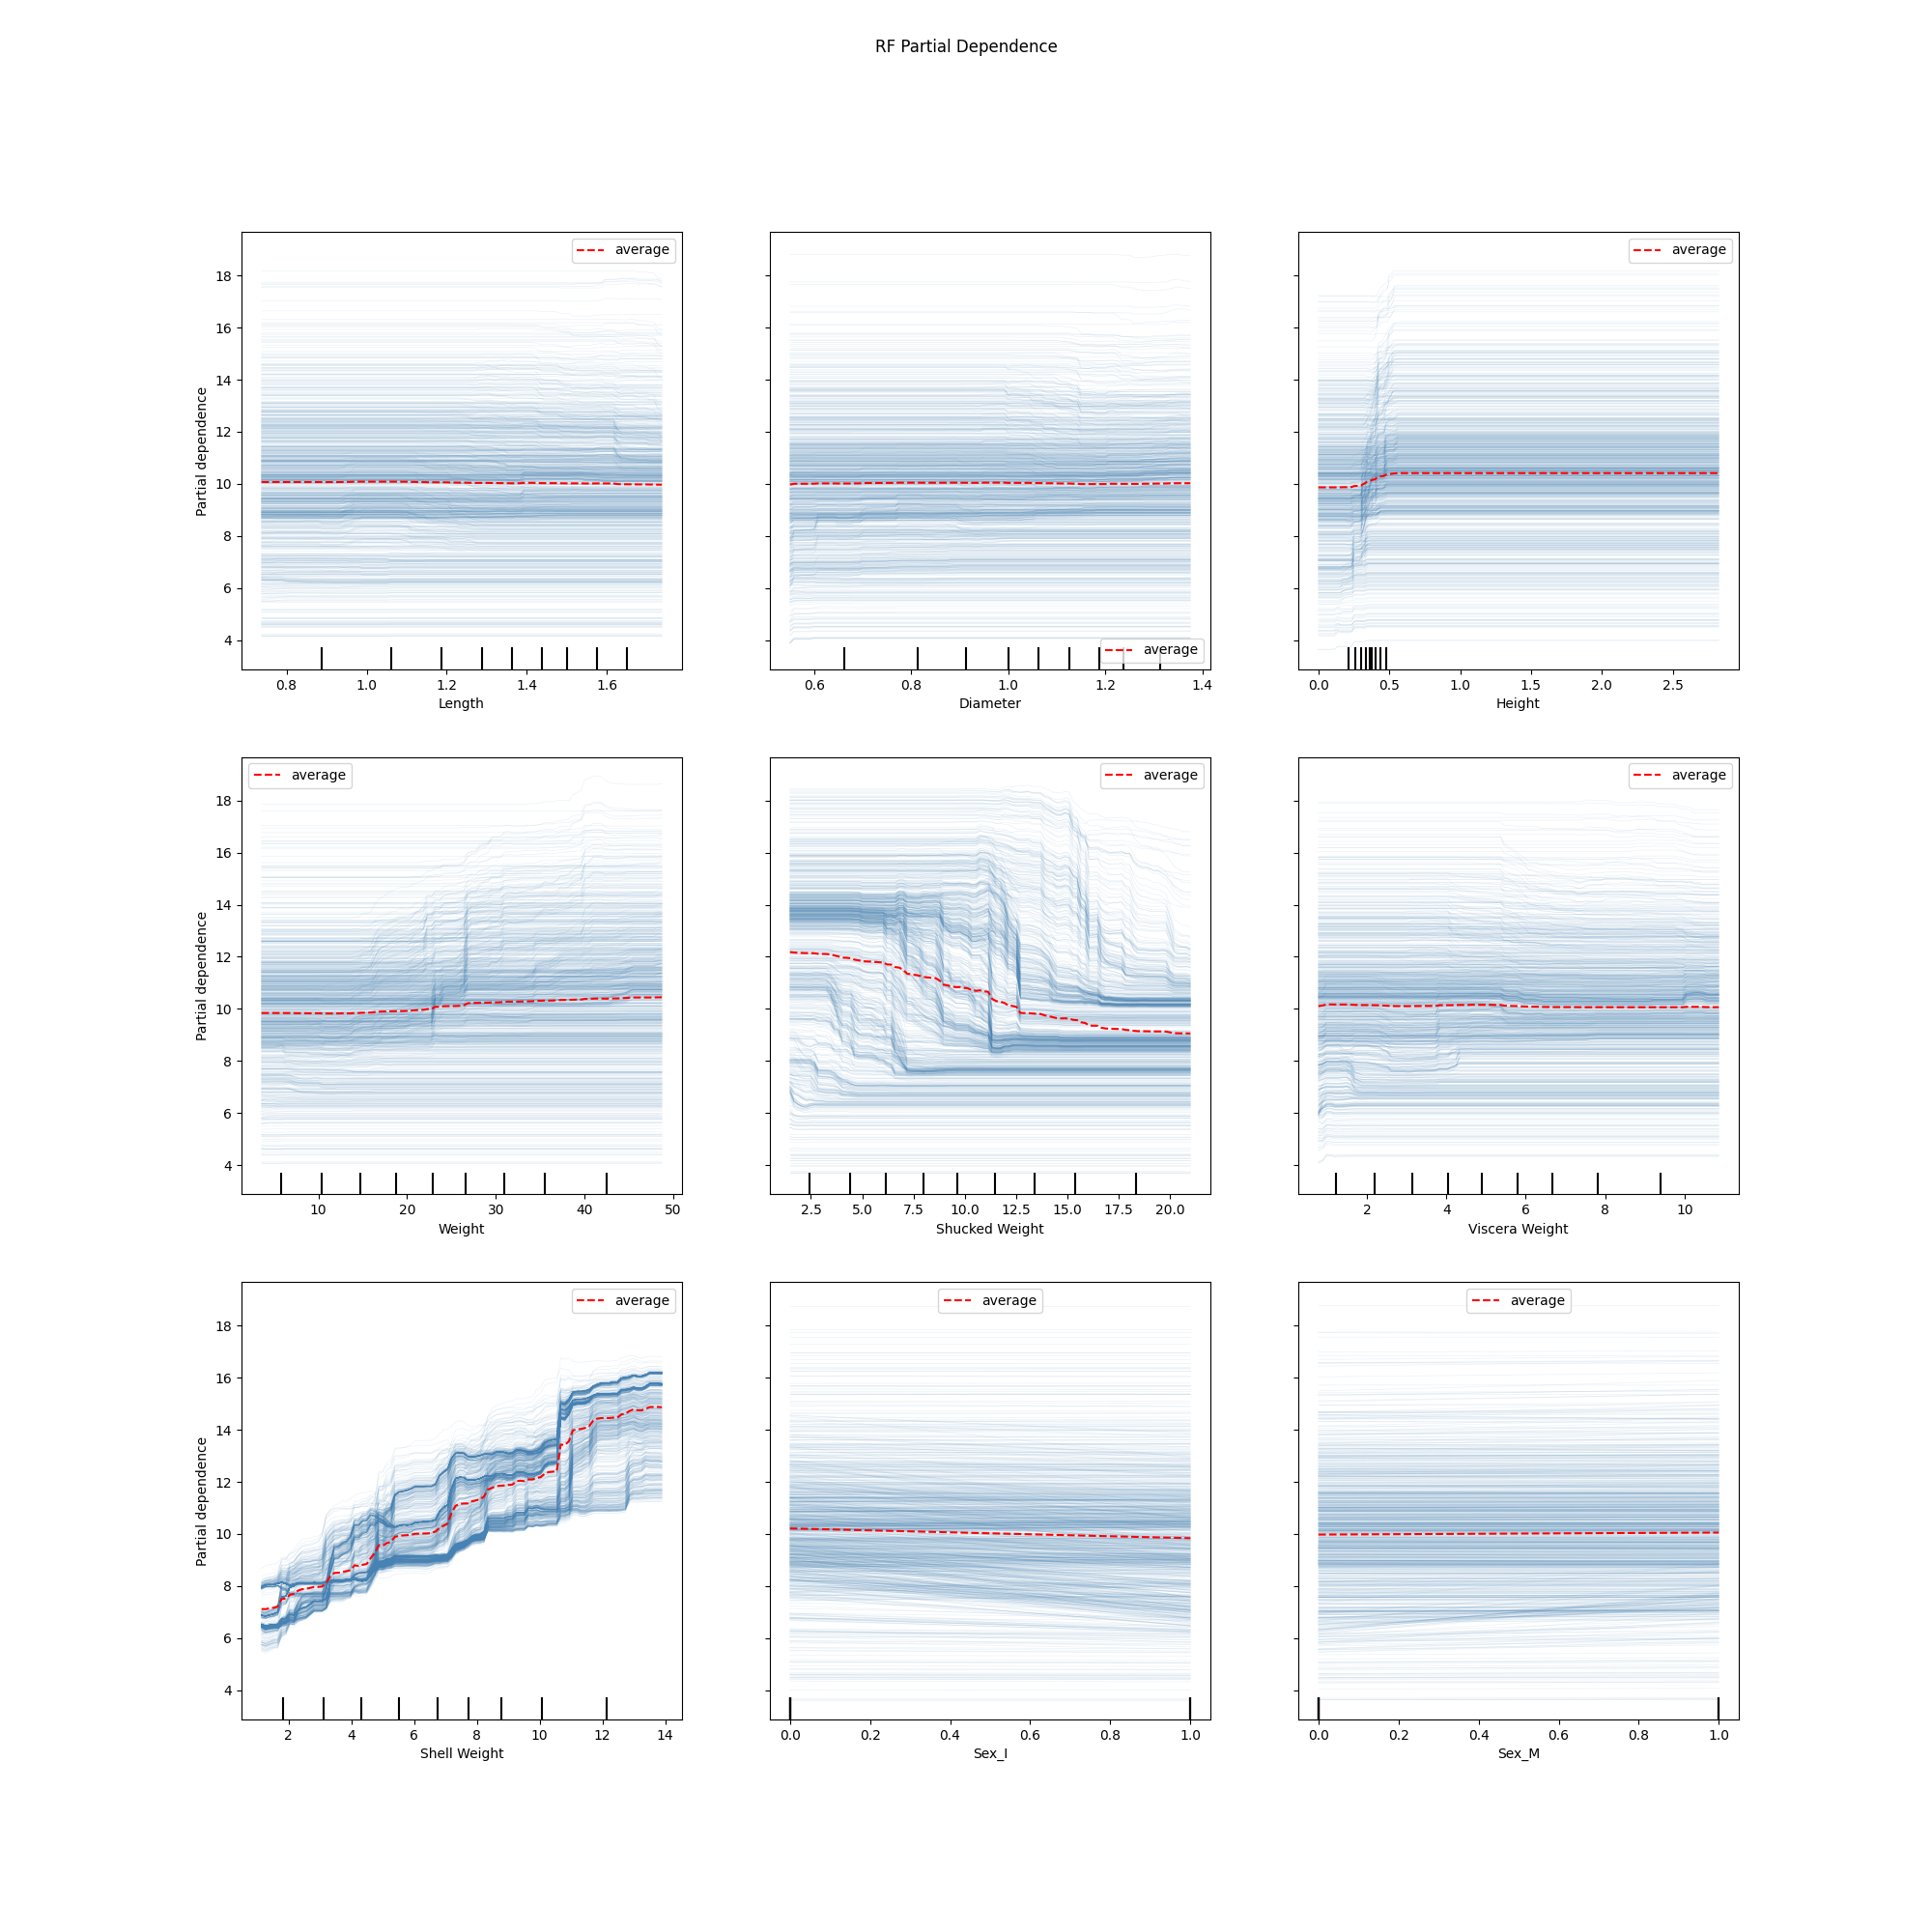 RF Partial Dependence
average
average
average
Partial dependence
18
16
14
12
10
8
6
4
0.8 1.0 1.2 1.4 1.6
0.6 0.8 1.0 1.2 1.4
0.0 0.5 1.0 1.5 2.0 2.5
Length
Diameter
Height
average
average
average
Partial dependence
18
16
14
12
10
8
6
4
10 20 30 40 50
2.5 5.0 7.5 10.0 12.5 15.0 17.5 20.0
2 4 6 8 10
Weight
Shucked Weight
Viscera Weight
average
average
average
Partial dependence
18
16
14
12
10
8
6
4
2 4 6 8 10 12 14
0.0 0.2 0.4 0.6 0.8 1.0
0.0 0.2 0.4 0.6 0.8 1.0
Shell Weight
Sex_I
Sex_M